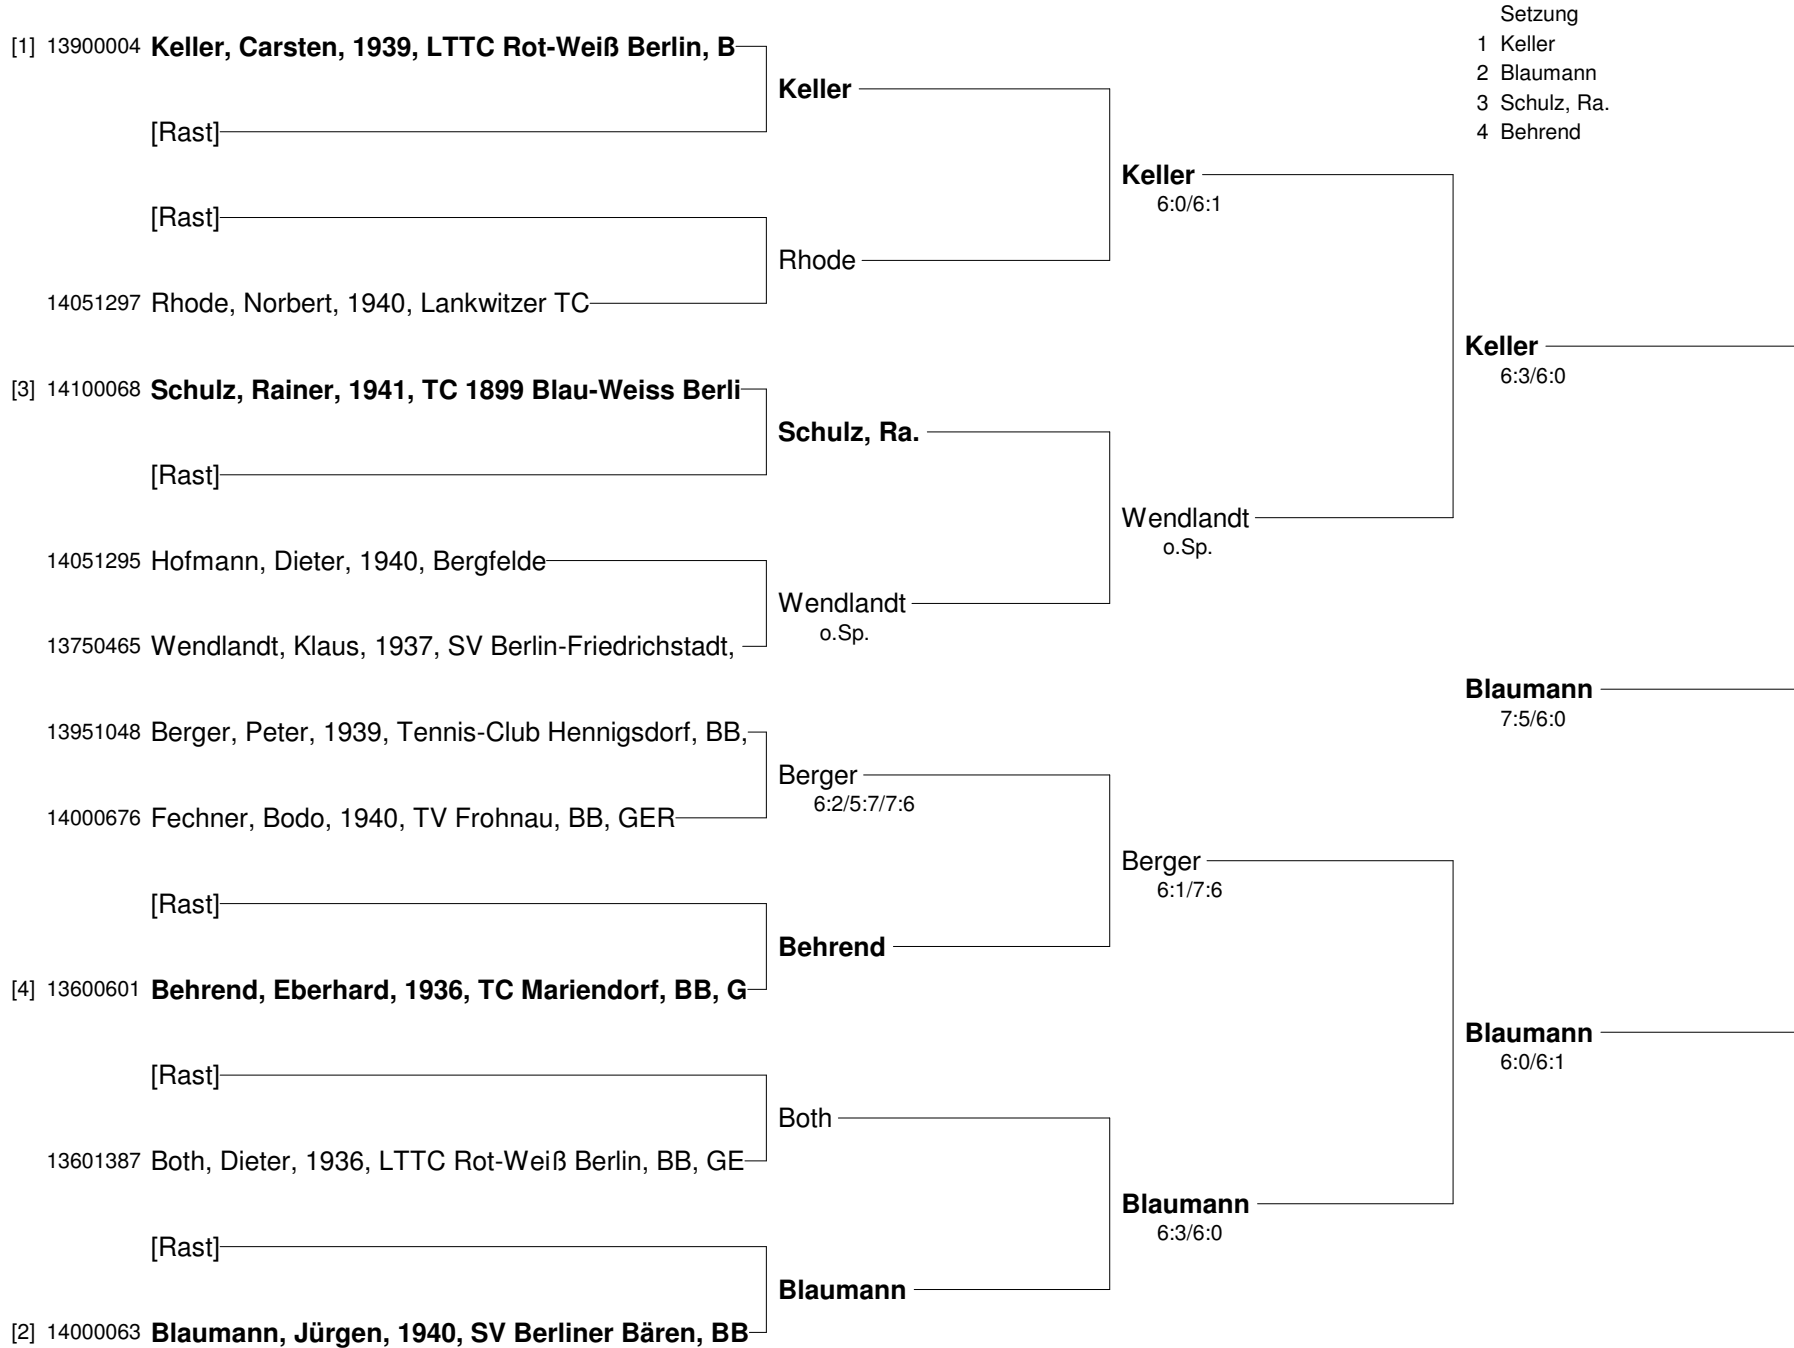 Setzung
1 Keller
2 Blaumann
3 Schulz, Ra.
4 Behrend
[1] 13900004 Keller, Carsten, 1939, LTTC Rot-Weiß Berlin, B
Keller
[Rast]
Keller
6:0/6:1
[Rast]
Rhode
14051297 Rhode, Norbert, 1940, Lankwitzer TC
Keller
6:3/6:0
[3] 14100068 Schulz, Rainer, 1941, TC 1899 Blau-Weiss Berli
Schulz, Ra.
[Rast]
Wendlandt
o.Sp.
14051295 Hofmann, Dieter, 1940, Bergfelde
Wendlandt
o.Sp.
13750465 Wendlandt, Klaus, 1937, SV Berlin-Friedrichstadt,
Blaumann
7:5/6:0
13951048 Berger, Peter, 1939, Tennis-Club Hennigsdorf, BB,
Berger
6:2/5:7/7:6
14000676 Fechner, Bodo, 1940, TV Frohnau, BB, GER
Berger
6:1/7:6
[Rast]
Behrend
[4] 13600601 Behrend, Eberhard, 1936, TC Mariendorf, BB, G
Blaumann
6:0/6:1
[Rast]
Both
13601387 Both, Dieter, 1936, LTTC Rot-Weiß Berlin, BB, GE
Blaumann
6:3/6:0
[Rast]
Blaumann
[2] 14000063 Blaumann, Jürgen, 1940, SV Berliner Bären, BB